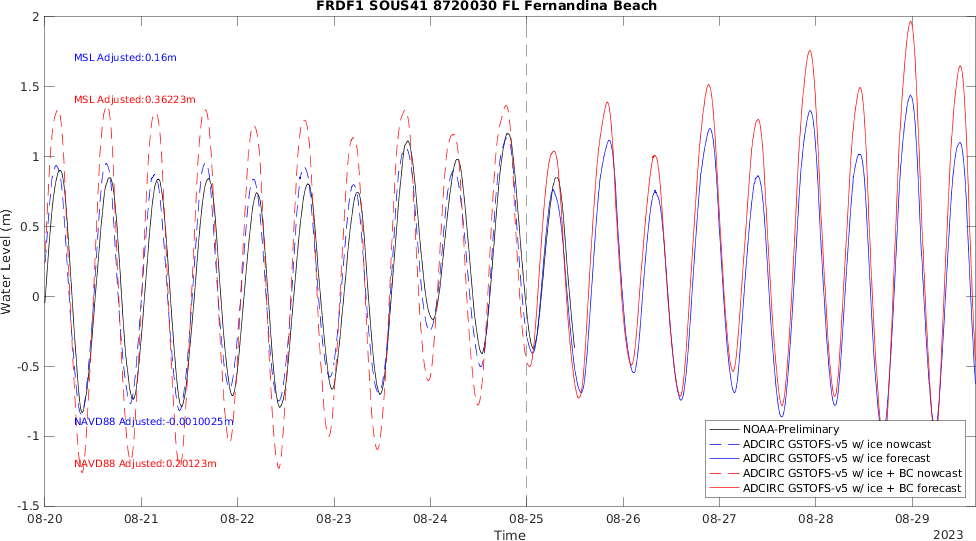 FRDF1 SOUS41 8720030 FL Fernandina Beach
2
1.5
1
0.5
0
-0.5
-1
-1.5
Water Level (m)
MSL Adjusted:0.16m
MSL Adjusted:0.36223m
NAVD88 Adjusted:-0.0010025m
NAVD88 Adjusted:0.20123m
NOAA-Preliminary
ADCIRC GSTOFS-v5 w/ ice nowcast
ADCIRC GSTOFS-v5 w/ ice forecast
ADCIRC GSTOFS-v5 w/ ice + BC nowcast
ADCIRC GSTOFS-v5 w/ ice + BC forecast
08-20 08-21 08-22 08-23 08-24 08-25 08-26 08-27 08-28 08-29
Time
2023